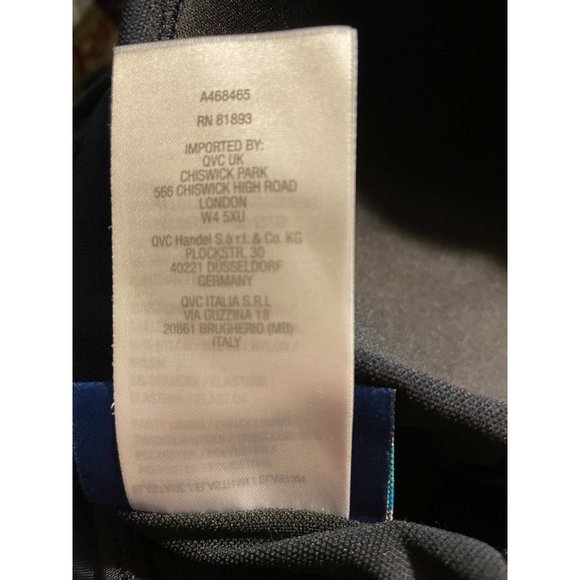 A468465
RN 81893
IMPORTED BY:
QVC UK
CHISWICK PARK
566 CHISWICK HIGH ROAD
LONDON
W4 5XU
QVC Handel S.à r.l. & Co. KG
PLOCKSTR. 30
40221 DÜSSELDORF
GERMANY
QVC ITALIA S.R.L
VIA GUZZINA 18
20861 BRUGHERIO (MB)
ITALY